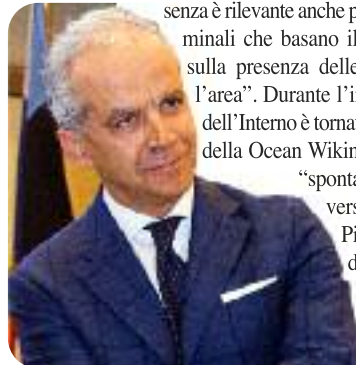 senza è rilevante anche p
minali che basano il
sulla presenza delle
l’area”. Durante l’i
dell’Interno è torna
della Ocean Wikin
“sponta
vers
Pi
d